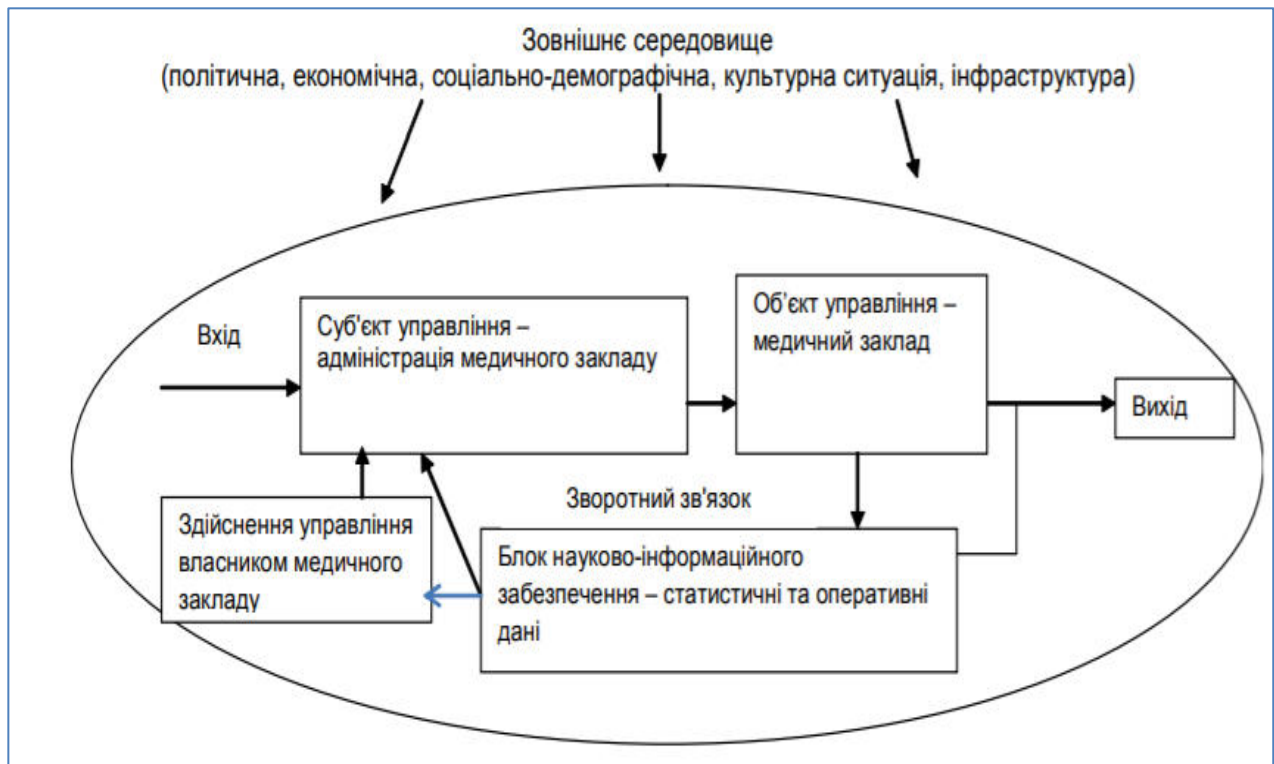 Зовнішнє середовище
(політична, економічна, соціально-демографічна, культурна ситуація, інфраструктура)
Вхід
Суб'єкт управління –
адміністрація медичного закладу
Об'єкт управління –
медичний заклад
Вихід
Зворотний зв'язок
Здійснення управління
власником медичного
закладу
Блок науково-інформаційного
забезпечення – статистичні та оперативні
дані